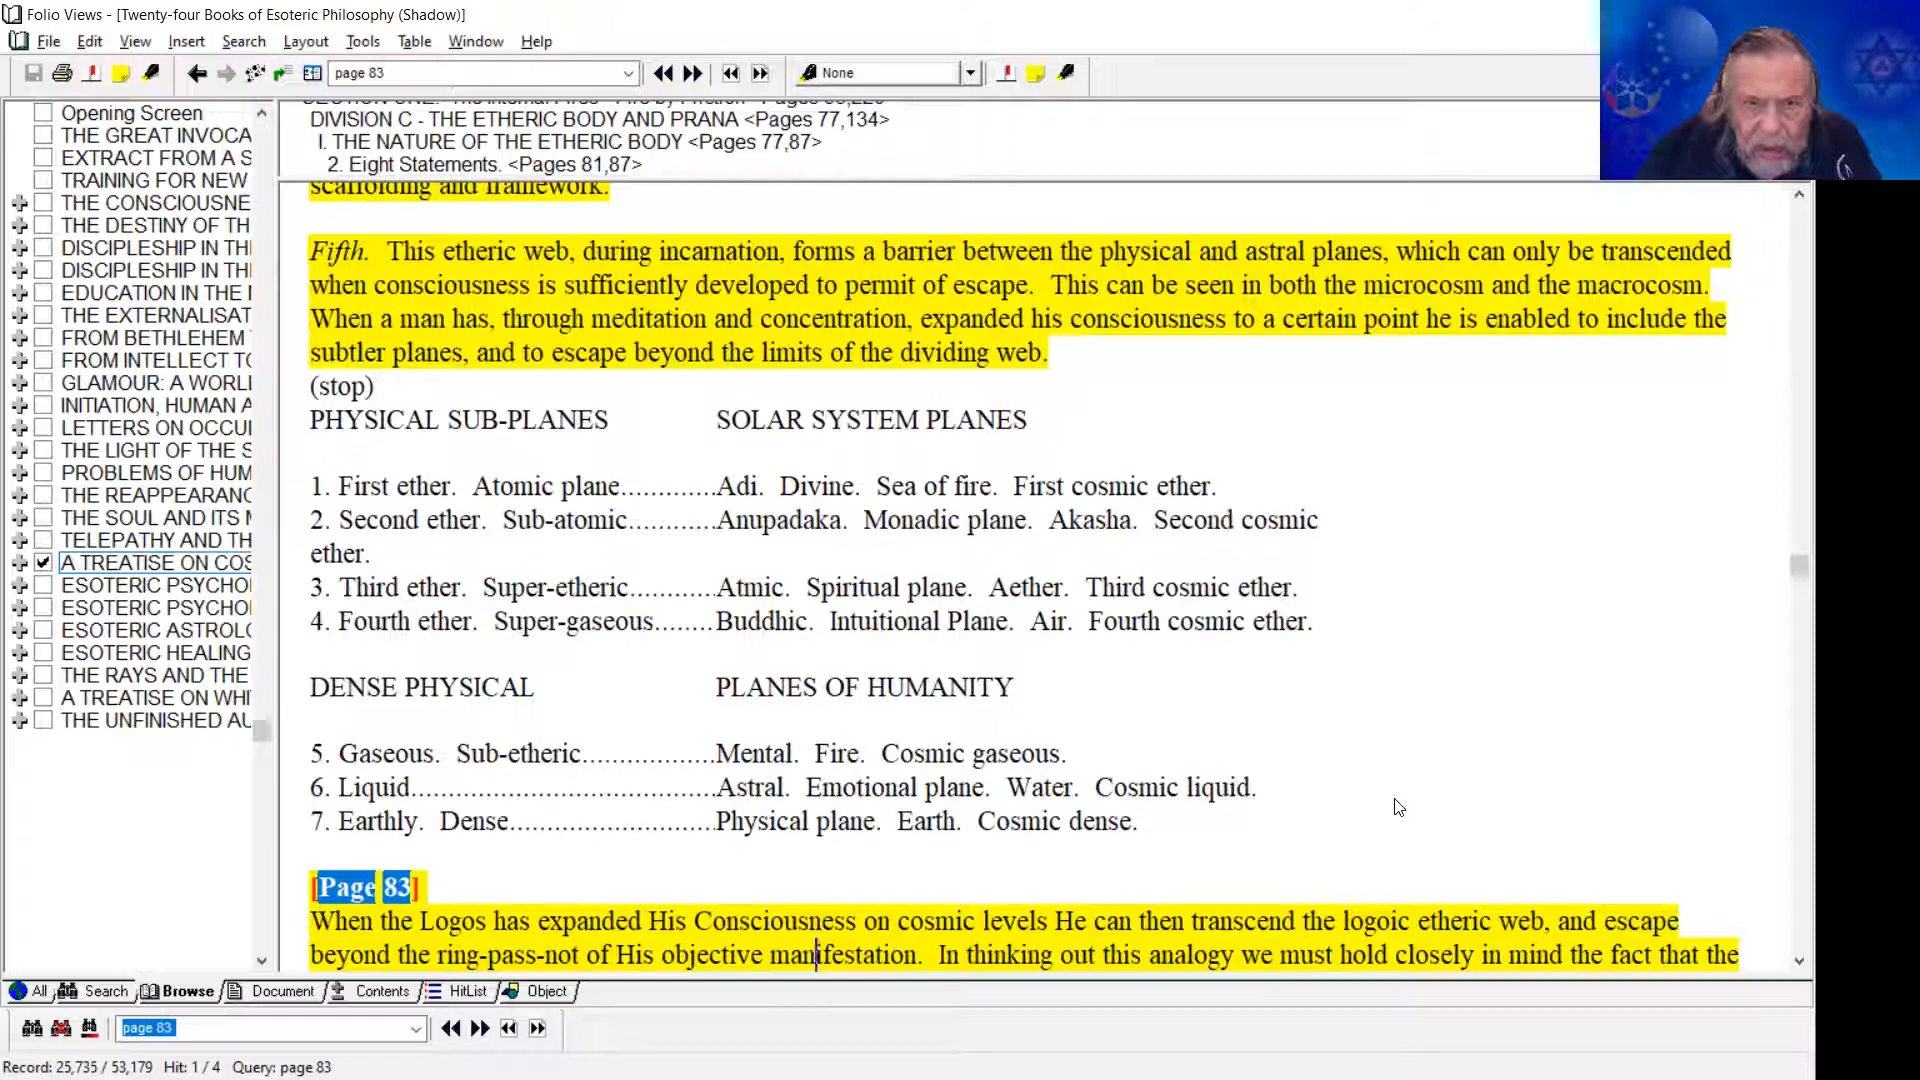 Folio Views - [Twenty-four Books of Esoteric Philosophy (Shadow)]
File Edit View Insert Search Layout Tools Table Window Help
page 83 None
Opening Screen
THE GREAT INVOCA
EXTRACT FROM A S
TRAINING FOR NEW
THE CONSCIOUSNE
THE DESTINY OF TH
DISCIPLESHIP IN THE
DISCIPLESHIP IN THE
EDUCATION IN THE
THE EXTERNALISAT
FROM BETHLEHEM
FROM INTELLECT TO
GLAMOUR: A WORL
INITIATION, HUMAN A
LETTERS ON OCCU
THE LIGHT OF THE S
PROBLEMS OF HUM
THE REAPPEARANC
THE SOUL AND ITS
TELEPATHY AND TH
A TREATISE ON COS
ESOTERIC PSYCHO
ESOTERIC PSYCHO
ESOTERIC ASTROLO
ESOTERIC HEALING
THE RAYS AND THE
A TREATISE ON WHI
THE UNFINISHED AU
DIVISION C - THE ETHERIC BODY AND PRANA <Pages 77,134>
I. THE NATURE OF THE ETHERIC BODY <Pages 77,87>
2. Eight Statements. <Pages 81,87>
scaffolding and framework.
Fifth. This etheric web, during incarnation, forms a barrier between the physical and astral planes, which can only be transcended
when consciousness is sufficiently developed to permit of escape. This can be seen in both the microcosm and the macrocosm.
When a man has, through meditation and concentration, expanded his consciousness to a certain point he is enabled to include the
subtler planes, and to escape beyond the limits of the dividing web.
(stop)
PHYSICAL SUB-PLANES SOLAR SYSTEM PLANES
1. First ether. Atomic plane.............Adi. Divine. Sea of fire. First cosmic ether.
2. Second ether. Sub-atomic............Anupadaka. Monadic plane. Akasha. Second cosmic
ether.
3. Third ether. Super-etheric............Atmic. Spiritual plane. Aether. Third cosmic ether.
4. Fourth ether. Super-gaseous........Buddhic. Intuitional Plane. Air. Fourth cosmic ether.
DENSE PHYSICAL PLANES OF HUMANITY
5. Gaseous. Sub-etheric..................Mental. Fire. Cosmic gaseous.
6. Liquid.........................................Astral. Emotional plane. Water. Cosmic liquid.
7. Earthly. Dense............................Physical plane. Earth. Cosmic dense.
[Page 83]
When the Logos has expanded His Consciousness on cosmic levels He can then transcend the logoic etheric web, and escape
beyond the ring-pass-not of His objective manifestation. In thinking out this analogy we must hold closely in mind the fact that the
All Search Browse Document Contents HitList Object
page 83
Record: 25,735 / 53,179 Hit: 1 / 4 Query: page 83